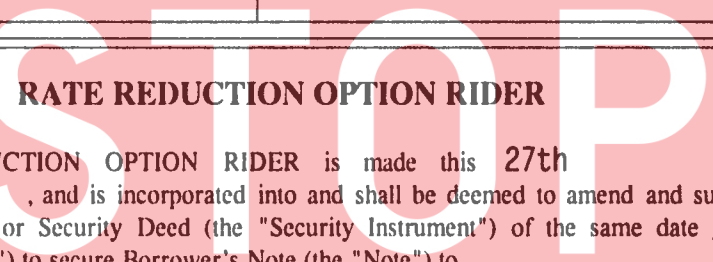 STOP
RATE REDUCTION OPTION RIDER
CTION OPTION RIDER is made this 27th
, and is incorporated into and shall be deemed to amend and su
or Security Deed (the "Security Instrument") of the same date
") to secure Borrower's Note (the "Note") to